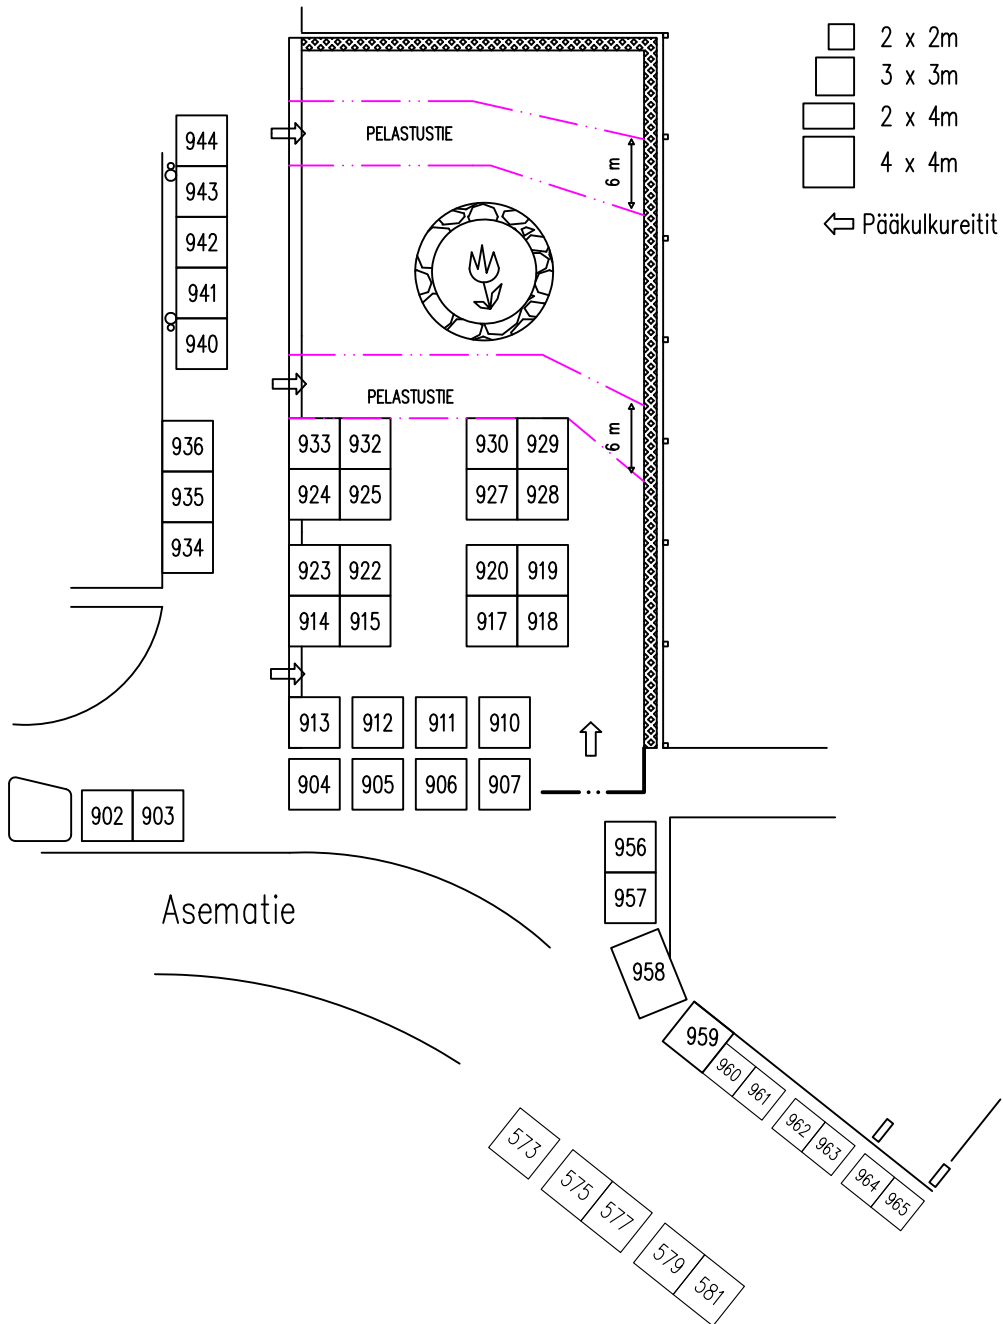 2 x 2m
3 x 3m
2 x 4m
4 x 4m
Pääkulkureitit
PELASTUSTIE
6 m
944
943
942
941
940
PELASTUSTIE
6 m
936
935
934
933 932 930 929
924 925 927 928
923 922 920 919
914 915 917 918
913 912 911 910
904 905 906 907
902 903
956
957
Asematie
958
959
960
961
962
963
964
965
573
575
577
579
581